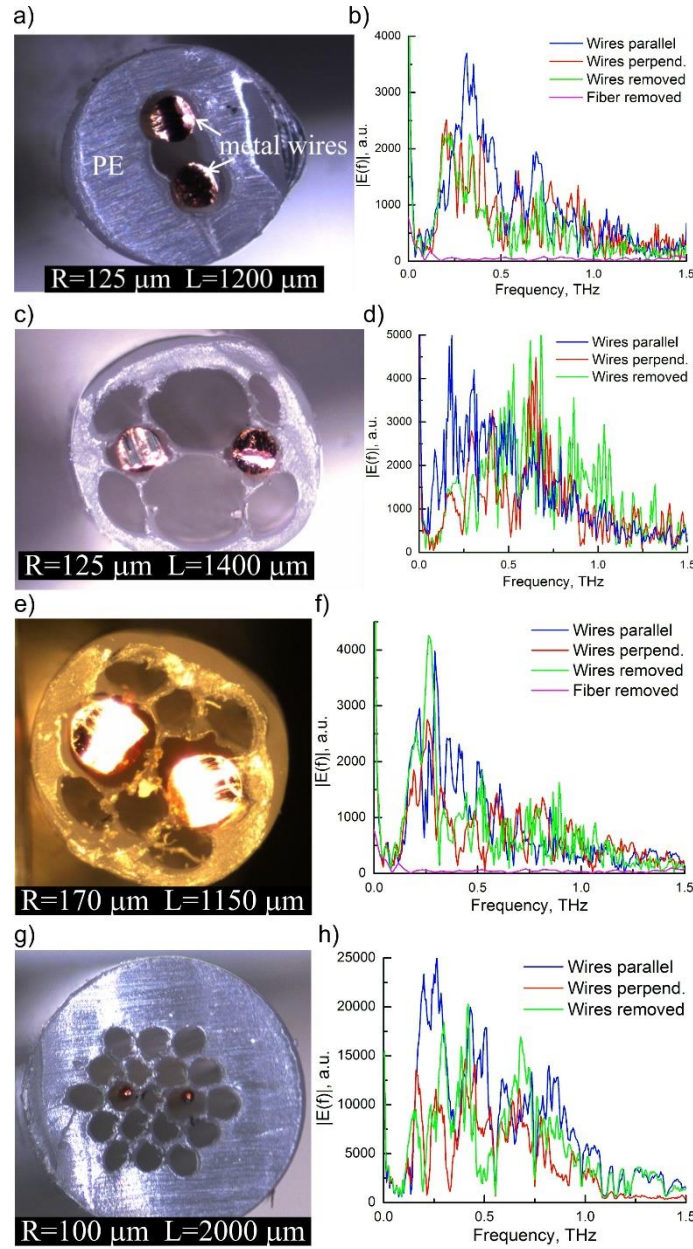 a)
PE
metal wires
R=125 μm L=1200 μm
b)
|E(f)|, a.u.
4000
3000
2000
1000
0
Wires parallel
Wires perpend.
Wires removed
Fiber removed
0.0 0.5 1.0 1.5
Frequency, THz
c)
R=125 μm L=1400 μm
d)
|E(f)|, a.u.
5000
4000
3000
2000
1000
0
Wires parallel
Wires perpend.
Wires removed
0.0 0.5 1.0 1.5
Frequency, THz
e)
R=170 μm L=1150 μm
f)
|E(f)|, a.u.
4000
3000
2000
1000
0
Wires parallel
Wires perpend.
Wires removed
Fiber removed
0.0 0.5 1.0 1.5
Frequency, THz
g)
R=100 μm L=2000 μm
h)
|E(f)|, a.u.
25000
20000
15000
10000
5000
0
Wires parallel
Wires perpend.
Wires removed
0.0 0.5 1.0 1.5
Frequency, THz